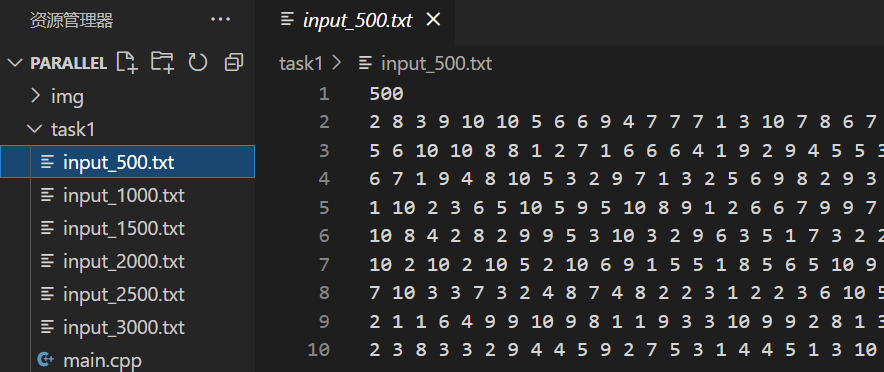 资源管理器 ···
PARALLEL
img
task1
input_500.txt
input_1000.txt
input_1500.txt
input_2000.txt
input_2500.txt
input_3000.txt
main.cpp
input_500.txt
task1 > input_500.txt
1 500
2 2 8 3 9 10 10 5 6 6 9 4 7 7 7 1 3 10 7 8 6 7
3 5 6 10 10 8 8 1 2 7 1 6 6 6 4 1 9 2 9 4 5 5 3
4 6 7 1 9 4 8 10 5 3 2 9 7 1 3 2 5 6 9 8 2 9 3
5 1 10 2 3 6 5 10 5 9 5 10 8 9 1 2 6 6 7 9 9 7
6 10 8 4 2 8 2 9 9 5 3 10 3 2 9 6 3 5 1 7 3 2 2
7 10 2 10 2 10 5 2 10 6 9 1 5 5 1 8 5 6 5 10 9
8 7 10 3 3 7 3 2 4 8 7 4 8 2 2 3 1 2 2 3 6 10 5
9 2 1 1 6 4 9 9 10 9 8 1 1 9 3 3 10 9 9 2 8 1 3
10 2 3 8 3 3 2 9 4 4 5 9 2 7 5 3 1 4 4 5 1 3 10